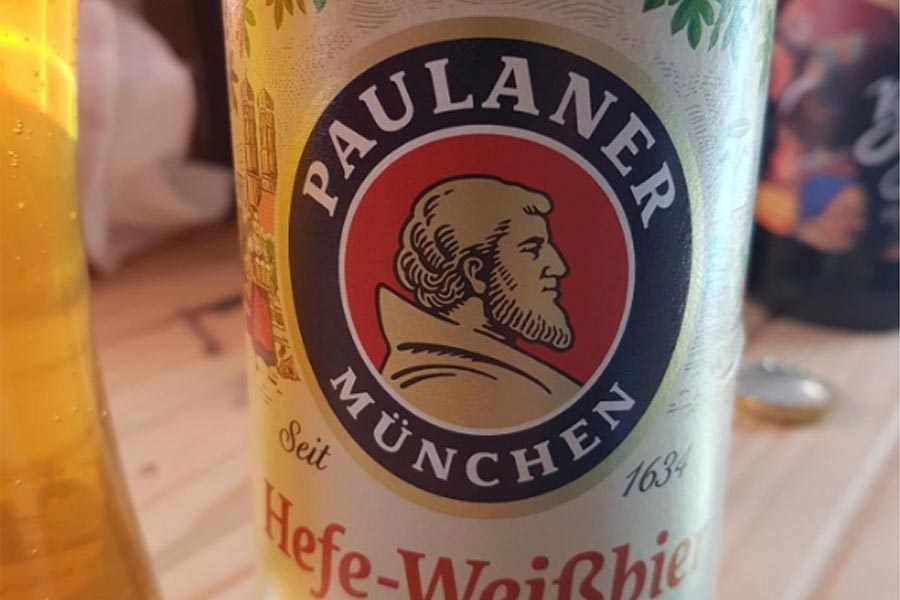 PAULANER
MÜNCHEN
Seit 1634
Hefe-Weißbier